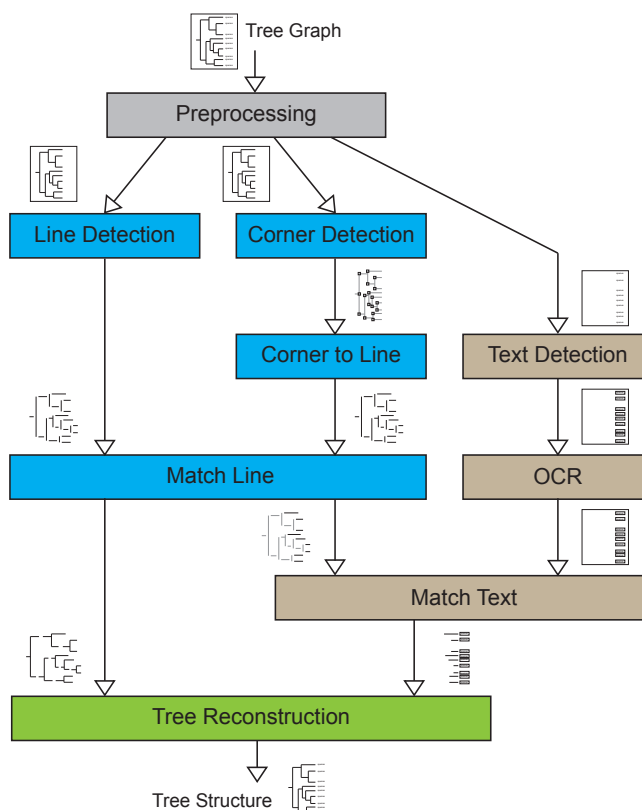 Tree Graph
Preprocessing
Line Detection
Corner Detection
Corner to Line
Text Detection
Match Line
OCR
Match Text
Tree Reconstruction
Tree Structure